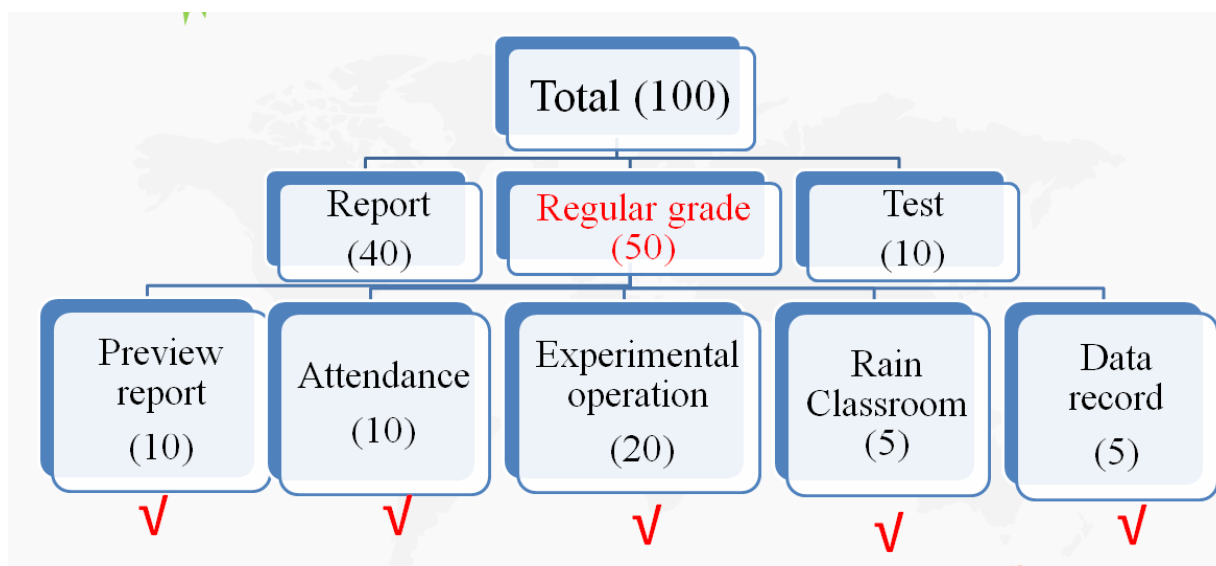 Total (100)
Report
(40)
Regular grade
(50)
Test
(10)
Preview
report
(10)
Attendance
(10)
Experimental
operation
(20)
Rain
Classroom
(5)
Data
record
(5)
√ √ √ √ √